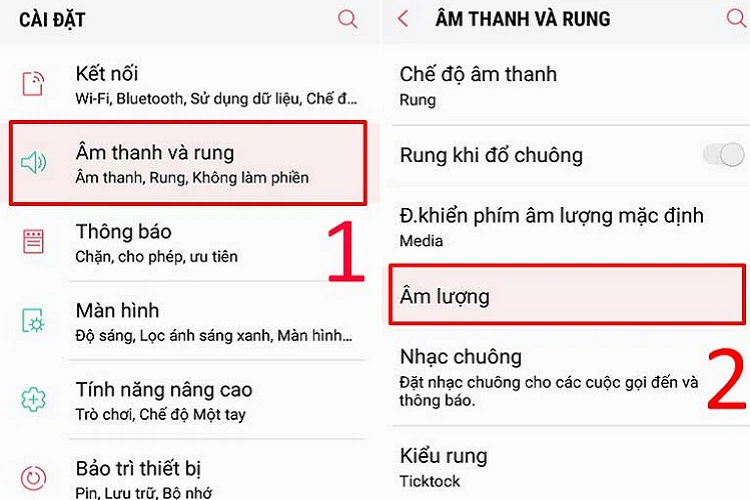 CÀI ĐẶT
Kết nối
Wi-Fi, Bluetooth, Sử dụng dữ liệu, Chế đ...
Âm thanh và rung
Âm thanh, Rung, Không làm phiền
Thông báo
Chặn, cho phép, ưu tiên
1
Màn hình
Độ sáng, Lọc ánh sáng xanh, Màn hình...
Tính năng nâng cao
Trò chơi, Chế độ Một tay
Bảo trì thiết bị
Pin, Lưu trữ, Bộ nhớ
ÂM THANH VÀ RUNG
Chế độ âm thanh
Rung
Rung khi đổ chuông
Đ.khiển phím âm lượng mặc định
Media
Âm lượng
Nhạc chuông
Đặt nhạc chuông cho các cuộc gọi đến và
thông báo.
2
Kiểu rung
Ticktock